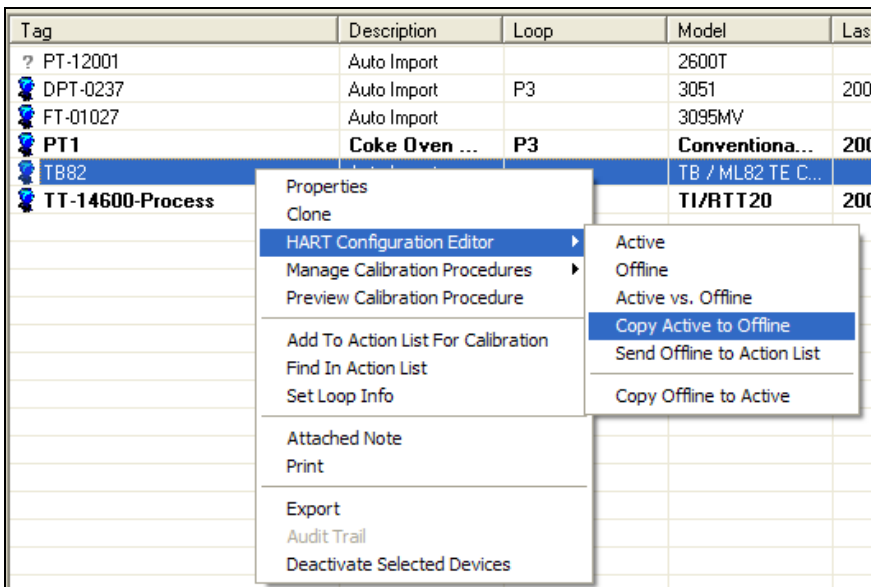 Tag Description Loop Model Las
? PT-12001 Auto Import 2600T
DPT-0237 Auto Import P3 3051 200
FT-01027 Auto Import 3095MV
PT1 Coke Oven ... P3 Conventiona... 200
TB82 TB / ML82 TE C...
TT-14600-Process TI/RTT20 200
Properties
Clone
HART Configuration Editor
Manage Calibration Procedures
Preview Calibration Procedure
Add To Action List For Calibration
Find In Action List
Set Loop Info
Attached Note
Print
Export
Audit Trail
Deactivate Selected Devices
Active
Offline
Active vs. Offline
Copy Active to Offline
Send Offline to Action List
Copy Offline to Active